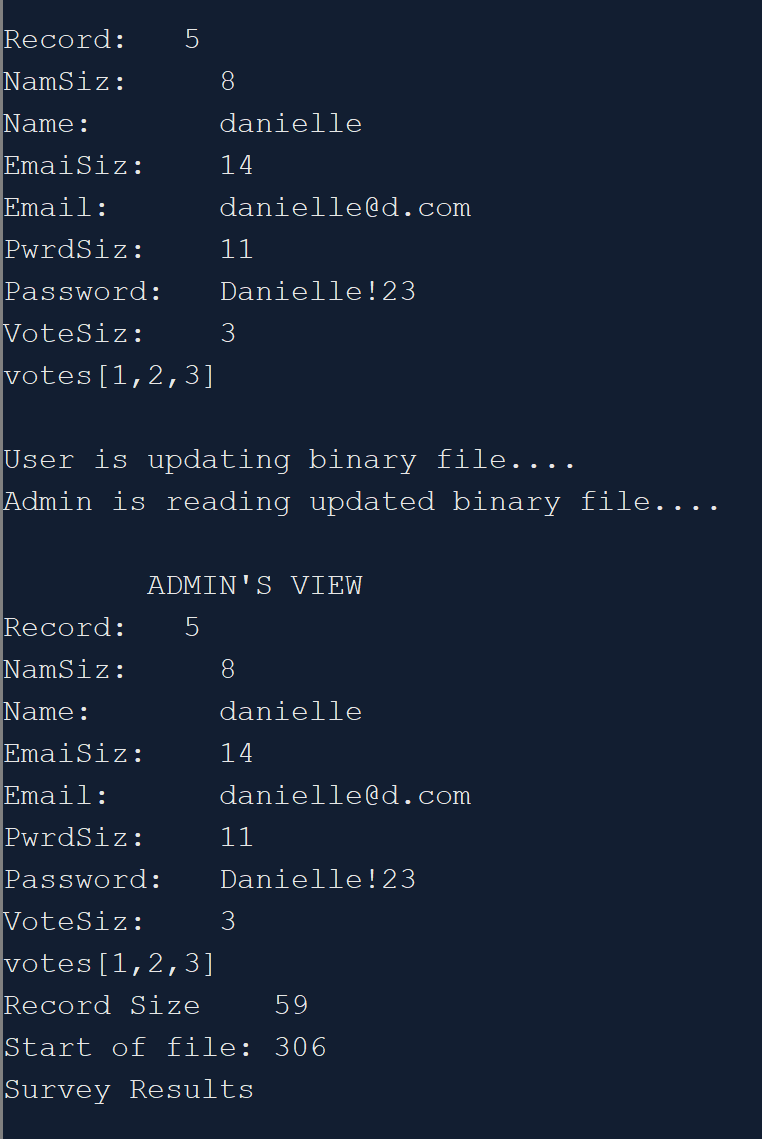 Record:   5
NamSiz:     8
Name:       danielle
EmaiSiz:    14
Email:      danielle@d.com
PwrdSiz:    11
Password:   Danielle!23
VoteSiz:    3
votes[1,2,3]

User is updating binary file....
Admin is reading updated binary file....

        ADMIN'S VIEW
Record:   5
NamSiz:     8
Name:       danielle
EmaiSiz:    14
Email:      danielle@d.com
PwrdSiz:    11
Password:   Danielle!23
VoteSiz:    3
votes[1,2,3]
Record Size    59
Start of file: 306
Survey Results